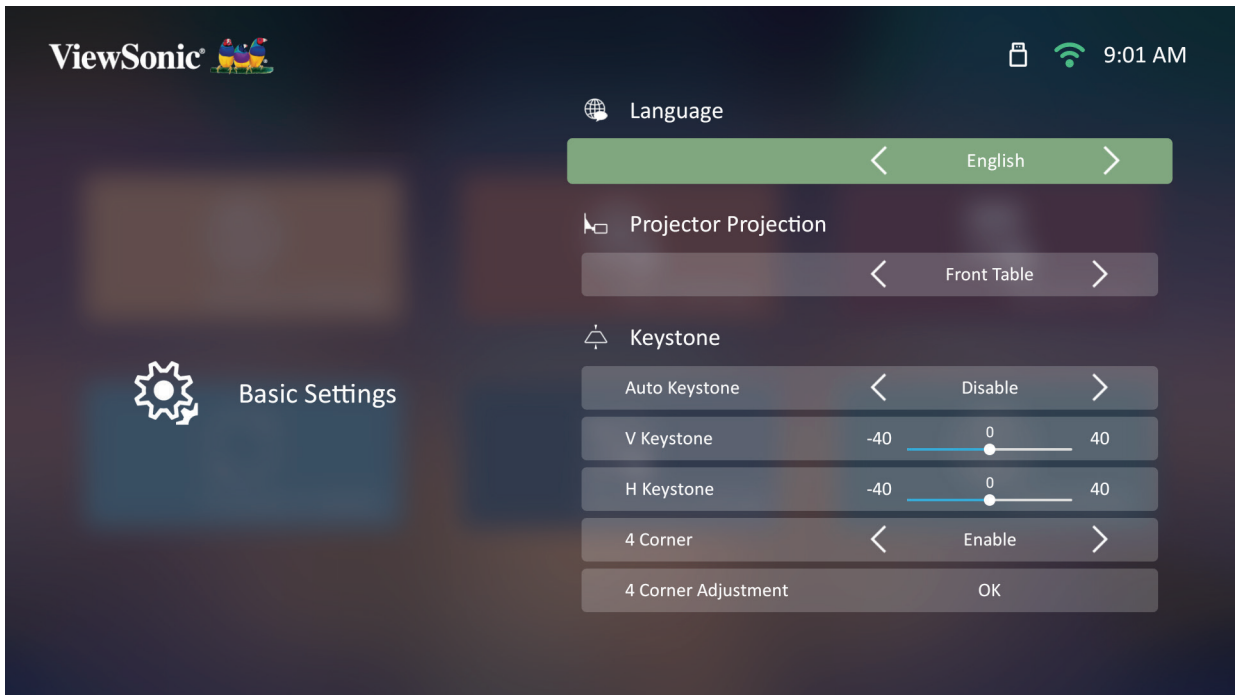 ViewSonic®
9:01 AM
Language
English
Projector Projection
Front Table
Keystone
Auto Keystone Disable
V Keystone -40 0 40
H Keystone -40 0 40
4 Corner Enable
4 Corner Adjustment OK
Basic Settings